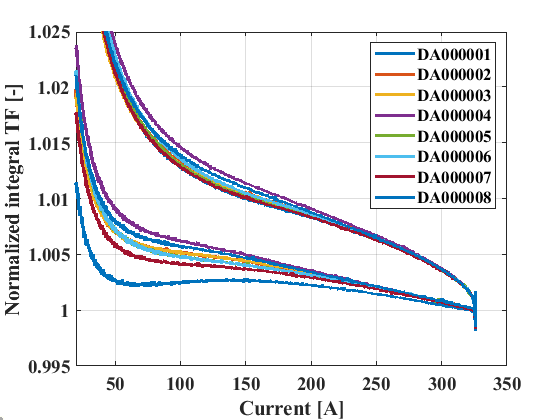 1.025
1.02
1.015
1.01
1.005
1
0.995
Normalized integral TF [-]
DA000001
DA000002
DA000003
DA000004
DA000005
DA000006
DA000007
DA000008
50 100 150 200 250 300 350
Current [A]